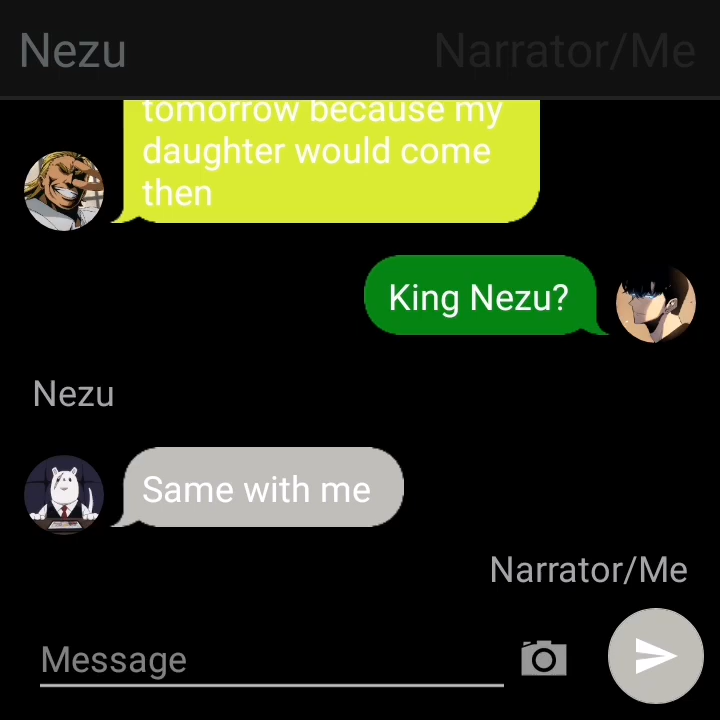 Nezu
Narrator/Me
tomorrow because my
daughter would come
then
King Nezu?
Nezu
Same with me
Narrator/Me
Message